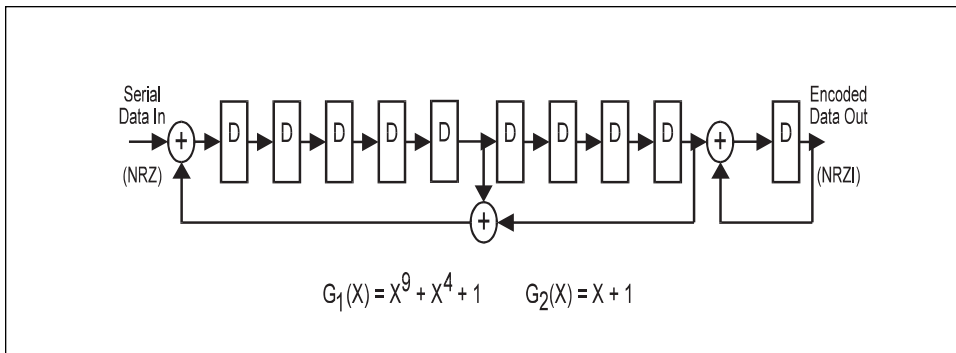 Serial
Data In
(NRZ)
+
D
D
D
D
D
D
D
D
D
+
D
Encoded
Data Out
(NRZI)
+
G₁(X) = X⁹ + X⁴ + 1 G₂(X) = X + 1